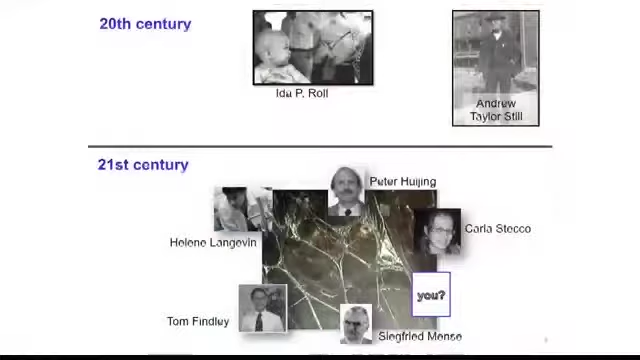 20th century
Ida P. Roll
Andrew
Taylor Still
21st century
Peter Huijing
Carla Stecco
Helene Langevin
you?
Tom Findley
Siegfried Mense